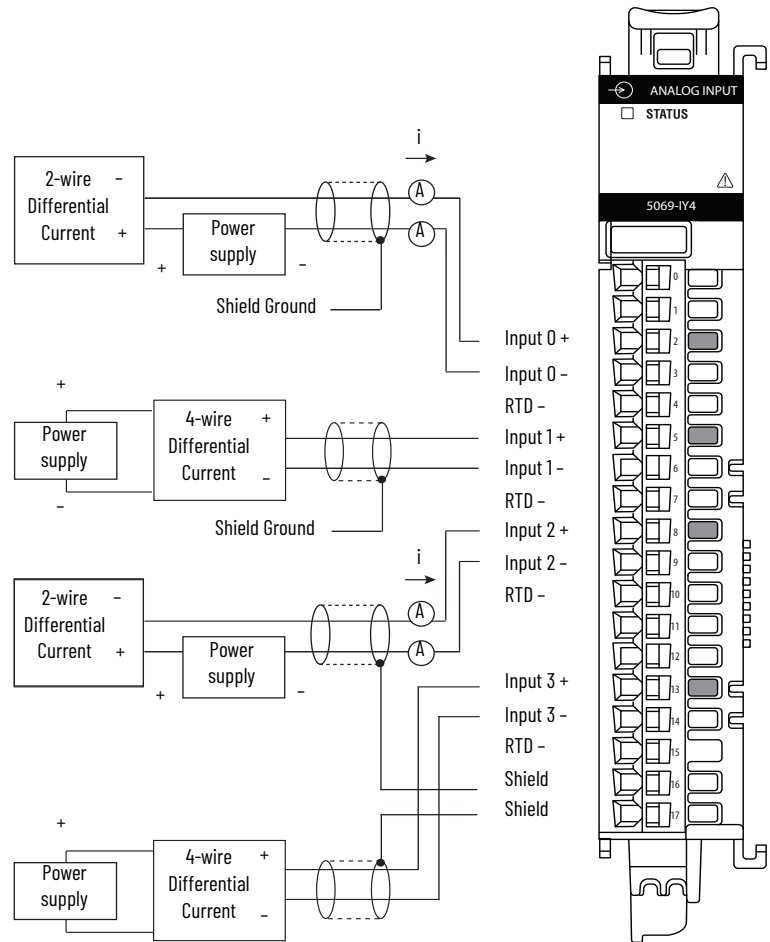 ANALOG INPUT
STATUS
5069-IY4
i
2-wire –
Differential
Current +
A
A
Power
supply
+ –
Shield Ground
Input 0 +
Input 0 –
RTD –
+
Power
supply
–
4-wire +
Differential
Current –
Input 1 +
Input 1 –
RTD –
Shield Ground
Input 2 +
Input 2 –
RTD –
i
2-wire –
Differential
Current +
A
A
Power
supply
+ –
Input 3 +
Input 3 –
RTD –
Shield
Shield
+
Power
supply
–
4-wire +
Differential
Current –
0
1
2
3
4
5
6
7
8
9
10
11
12
13
14
15
16
17